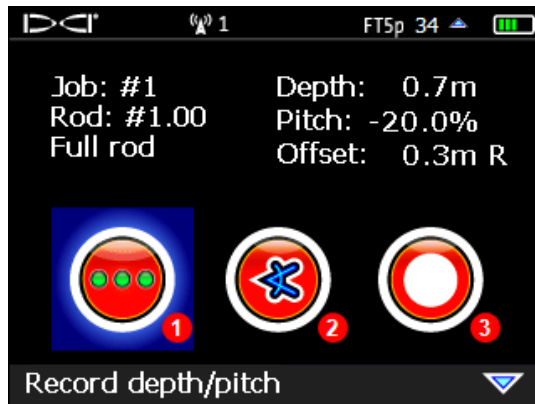 DCI
1
FT5p 34
Job: #1
Rod: #1.00
Full rod
Depth: 0.7m
Pitch: -20.0%
Offset: 0.3m R
1
2
3
Record depth/pitch